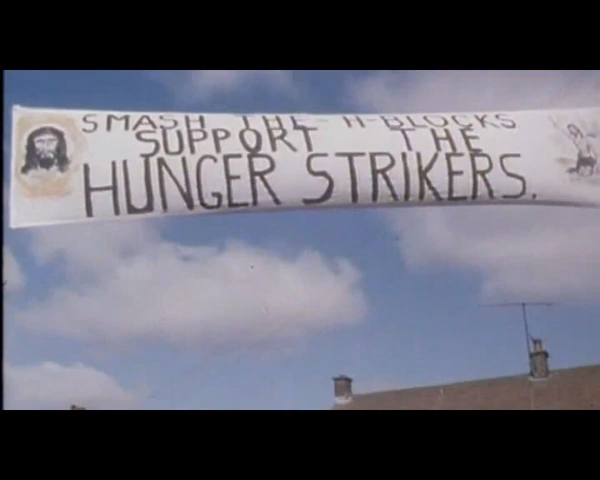 SMASH THE H-BLOCKS
SUPPORT THE
HUNGER STRIKERS.